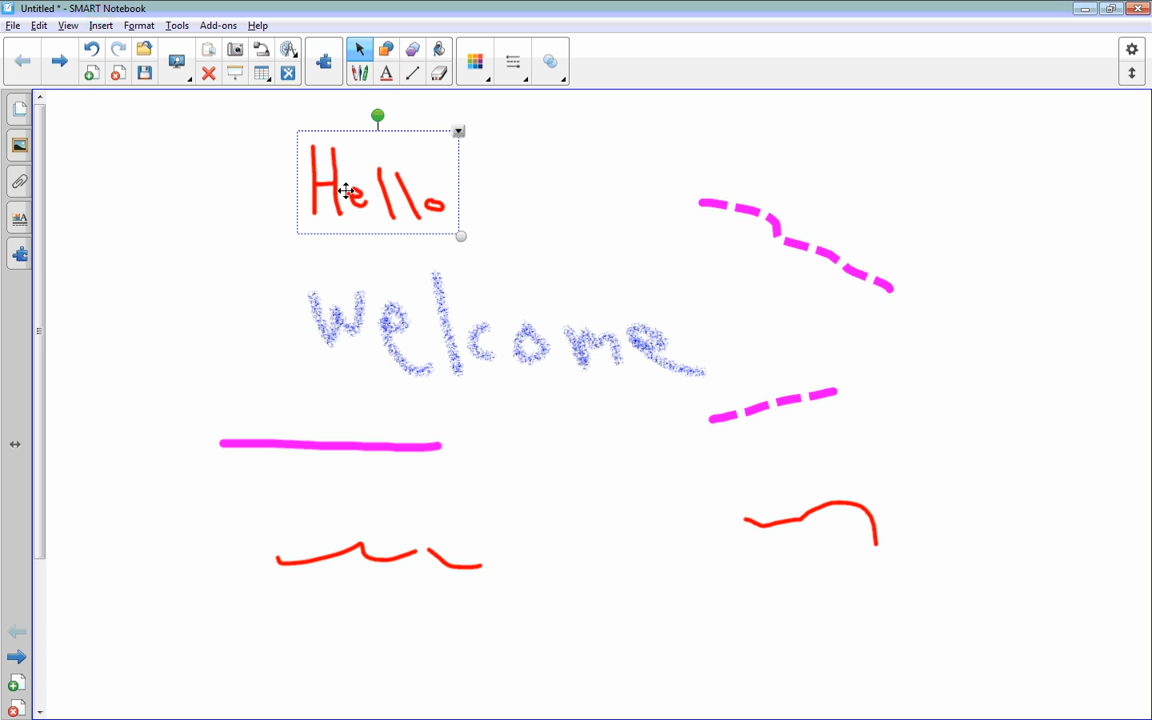 Untitled * - SMART Notebook
File Edit View Insert Format Tools Add-ons Help
Hello
welcome